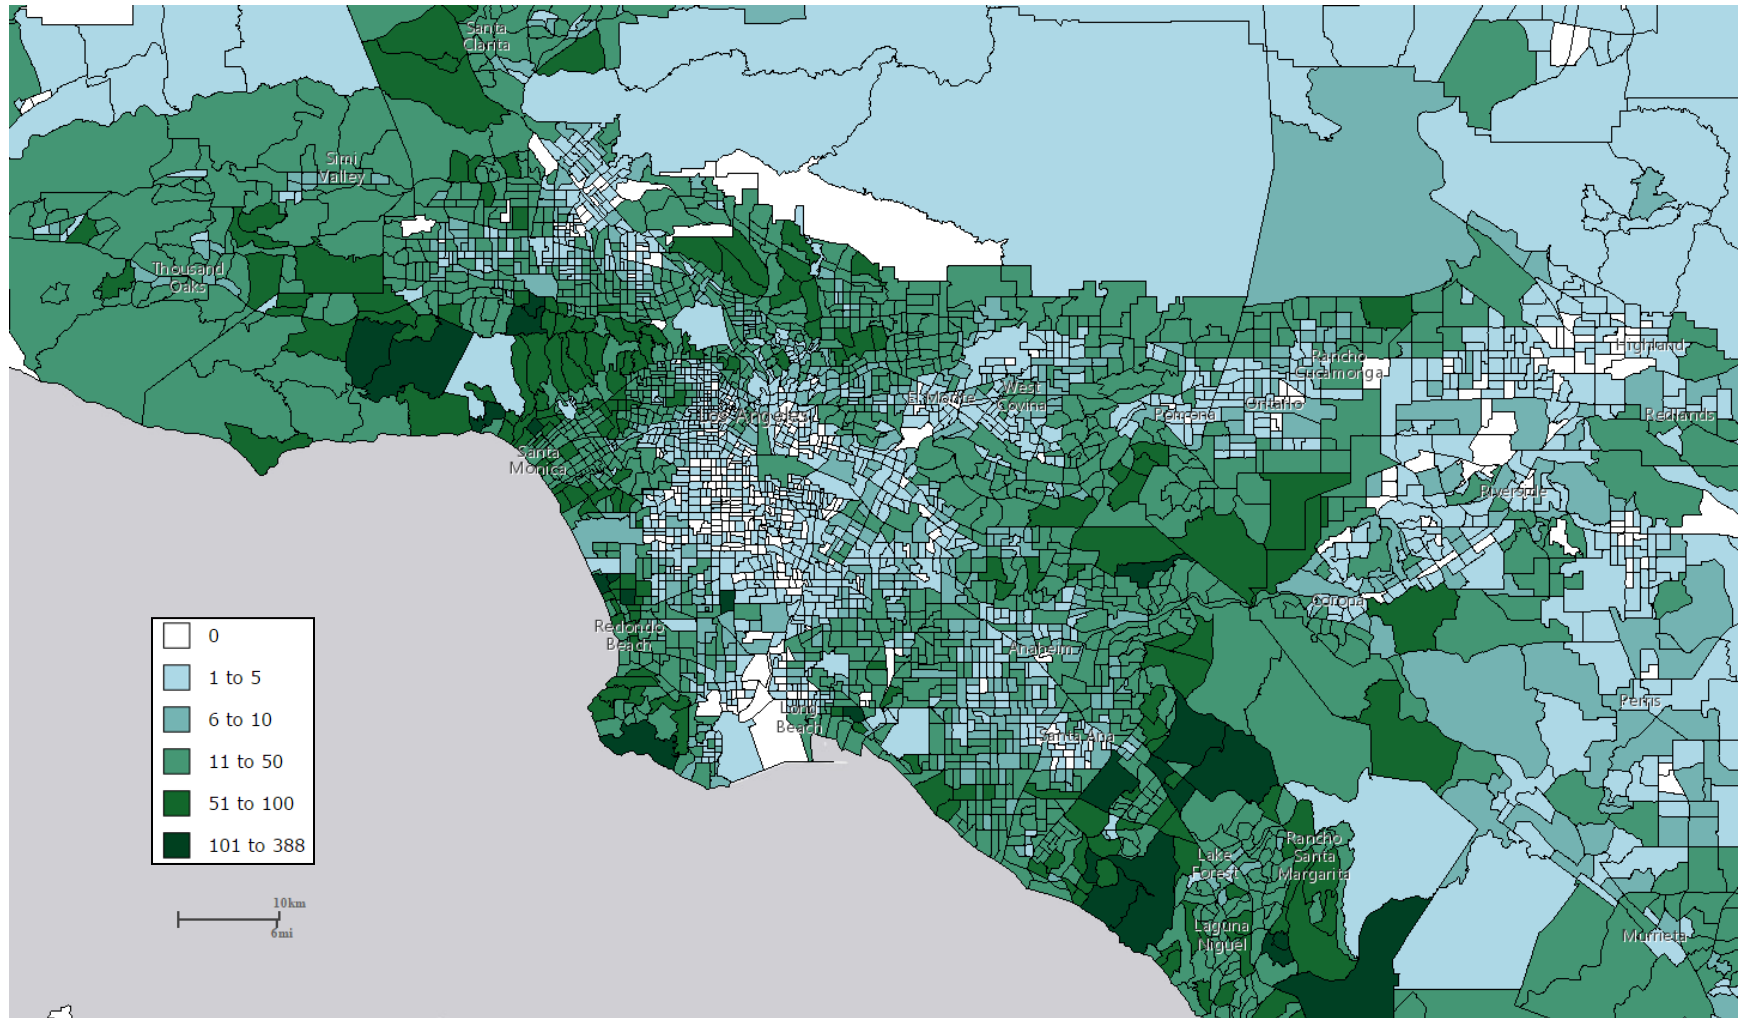 Santa
Clarita
Simi
Valley
Thousand
Oaks
Rancho
Cucamonga
Highland
West
Covina
El Monte
Pomona
Ontario
Redlands
Los Angeles
Santa
Monica
Riverside
Corona
Redondo
Beach
Anaheim
Perris
Long
Beach
Santa Ana
Rancho
Santa
Margarita
Lake
Forest
Laguna
Niguel
Murrieta
0
1 to 5
6 to 10
11 to 50
51 to 100
101 to 388
10km
6mi